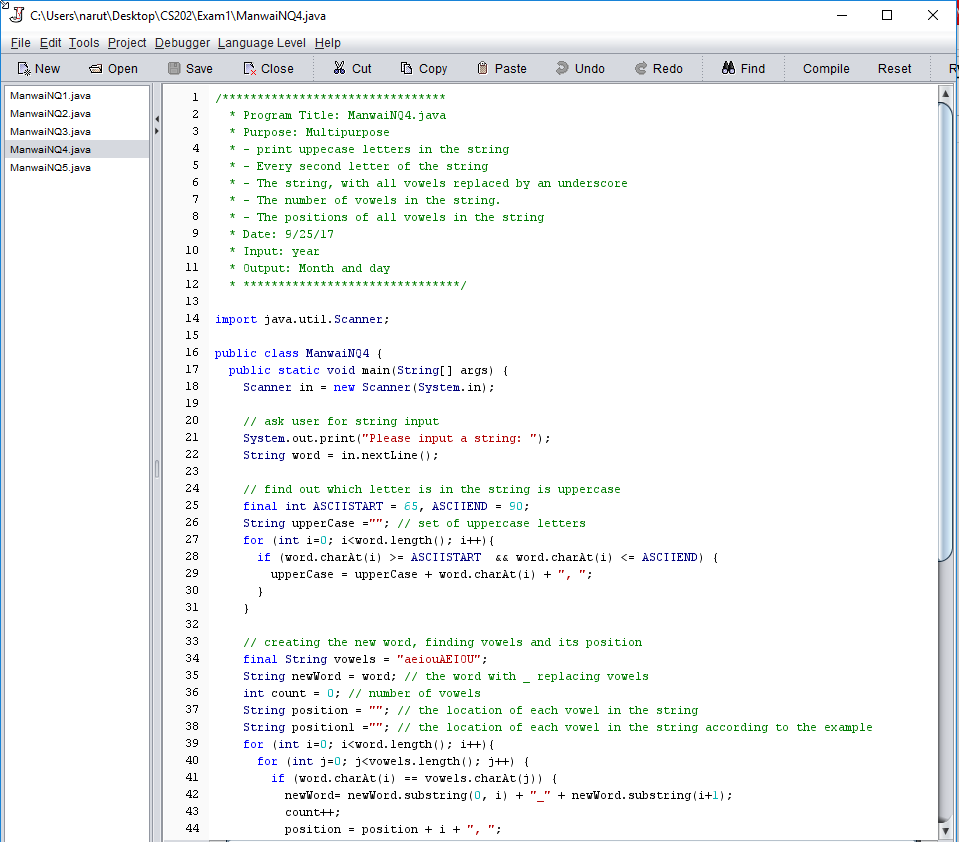 C:\Users\narut\Desktop\CS202\Exam1\ManwaiNQ4.java
File Edit Tools Project Debugger Language Level Help
New Open Save Close Cut Copy Paste Undo Redo Find Compile Reset
ManwaiNQ1.java
ManwaiNQ2.java
ManwaiNQ3.java
ManwaiNQ4.java
ManwaiNQ5.java
1 /********************************
2 * Program Title: ManwaiNQ4.java
3 * Purpose: Multipurpose
4 * - print uppecase letters in the string
5 * - Every second letter of the string
6 * - The string, with all vowels replaced by an underscore
7 * - The number of vowels in the string.
8 * - The positions of all vowels in the string
9 * Date: 9/25/17
10 * Input: year
11 * Output: Month and day
12 * *******************************/
13
14 import java.util.Scanner;
15
16 public class ManwaiNQ4 {
17 public static void main(String[] args) {
18 Scanner in = new Scanner(System.in);
19
20 // ask user for string input
21 System.out.print("Please input a string: ");
22 String word = in.nextLine();
23
24 // find out which letter is in the string is uppercase
25 final int ASCIISTART = 65, ASCIIEND = 90;
26 String upperCase =""; // set of uppercase letters
27 for (int i=0; i<word.length(); i++){
28 if (word.charAt(i) >= ASCIISTART  && word.charAt(i) <= ASCIIEND) {
29 upperCase = upperCase + word.charAt(i) + ", ";
30 }
31 }
32
33 // creating the new word, finding vowels and its position
34 final String vowels = "aeiouAEIOU";
35 String newWord = word; // the word with _ replacing vowels
36 int count = 0; // number of vowels
37 String position = ""; // the location of each vowel in the string
38 String position1 =""; // the location of each vowel in the string according to the example
39 for (int i=0; i<word.length(); i++){
40 for (int j=0; j<vowels.length(); j++) {
41 if (word.charAt(i) == vowels.charAt(j)) {
42 newWord= newWord.substring(0, i) + "_" + newWord.substring(i+1);
43 count++;
44 position = position + i + ", ";